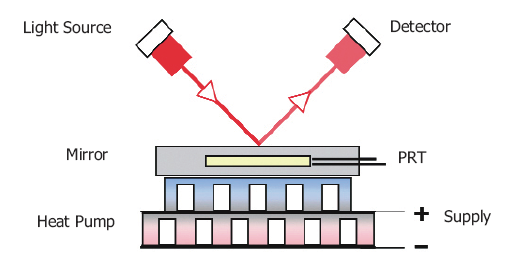 Light Source
Detector
Mirror
PRT
Heat Pump
+
Supply
−